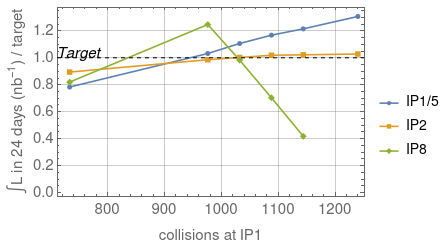 ∫L in 24 days (nb⁻¹) / target
1.2
1.0
0.8
0.6
0.4
0.2
0.0
Target
800
900
1000
1100
1200
collisions at IP1
IP1/5
IP2
IP8